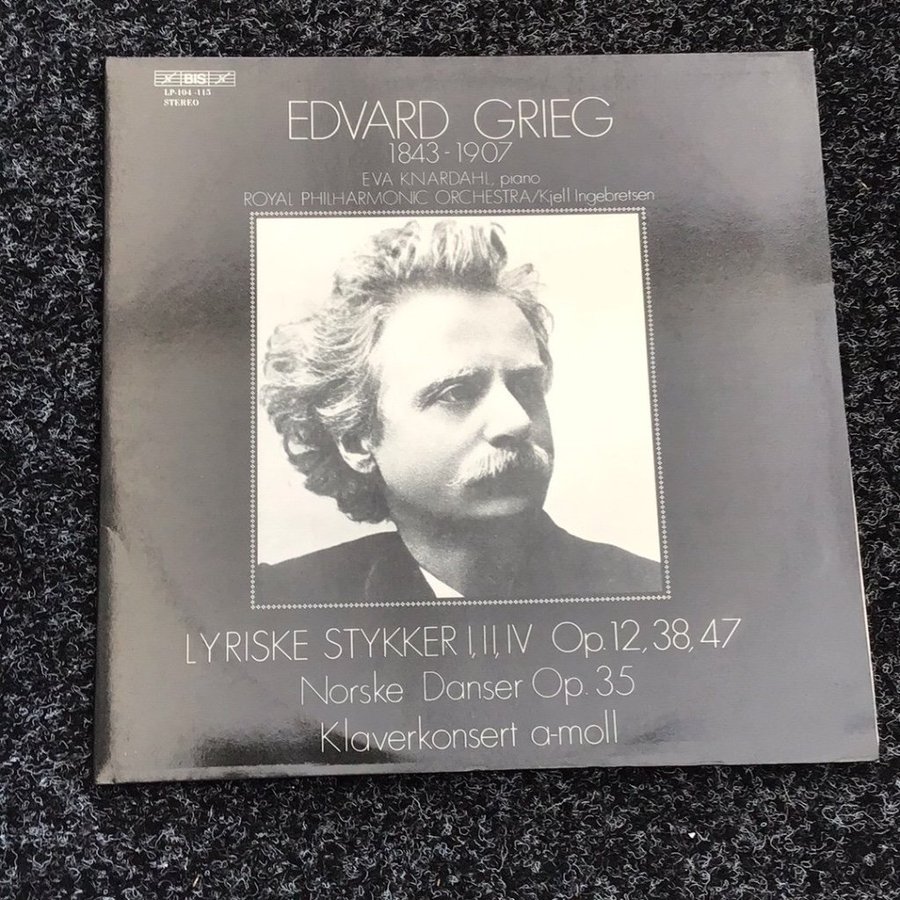 BIS
LP-104-115
STEREO
EDVARD GRIEG
1843-1907
EVA KNARDAHL, piano
ROYAL PHILHARMONIC ORCHESTRA/Kjell Ingebretsen
LYRISKE STYKKER I, II, IV Op. 12, 38, 47
Norske Danser Op. 35
Klaverkonsert a-moll